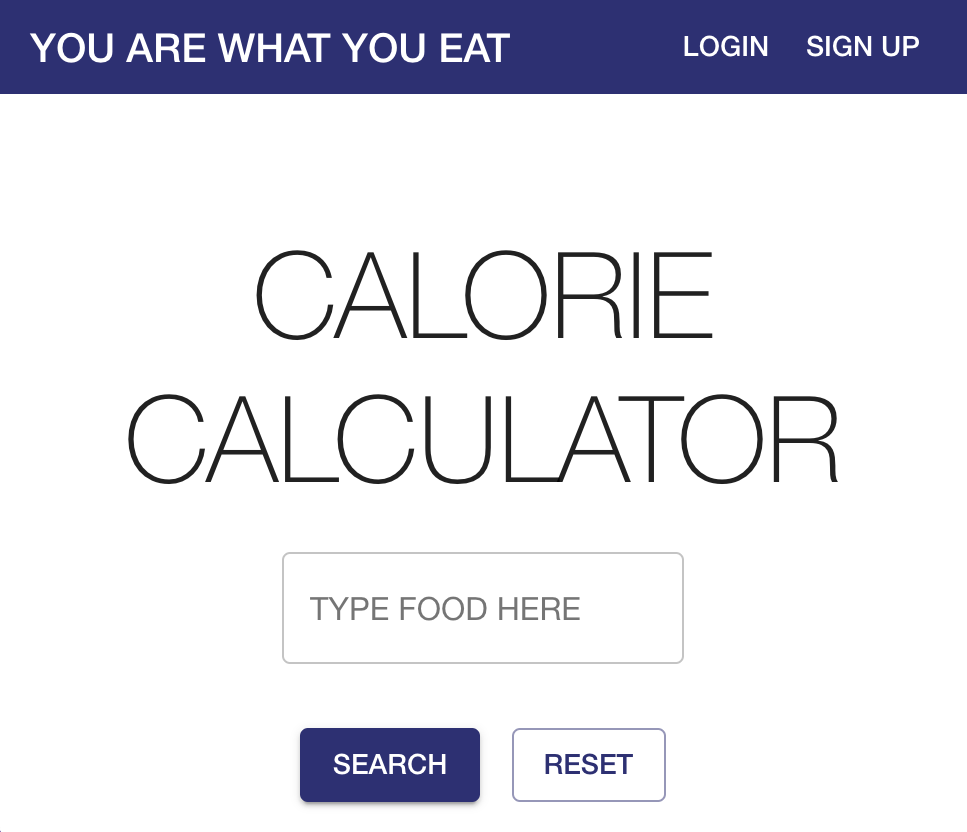 YOU ARE WHAT YOU EAT LOGIN SIGN UP
CALORIE
CALCULATOR
TYPE FOOD HERE
SEARCH RESET